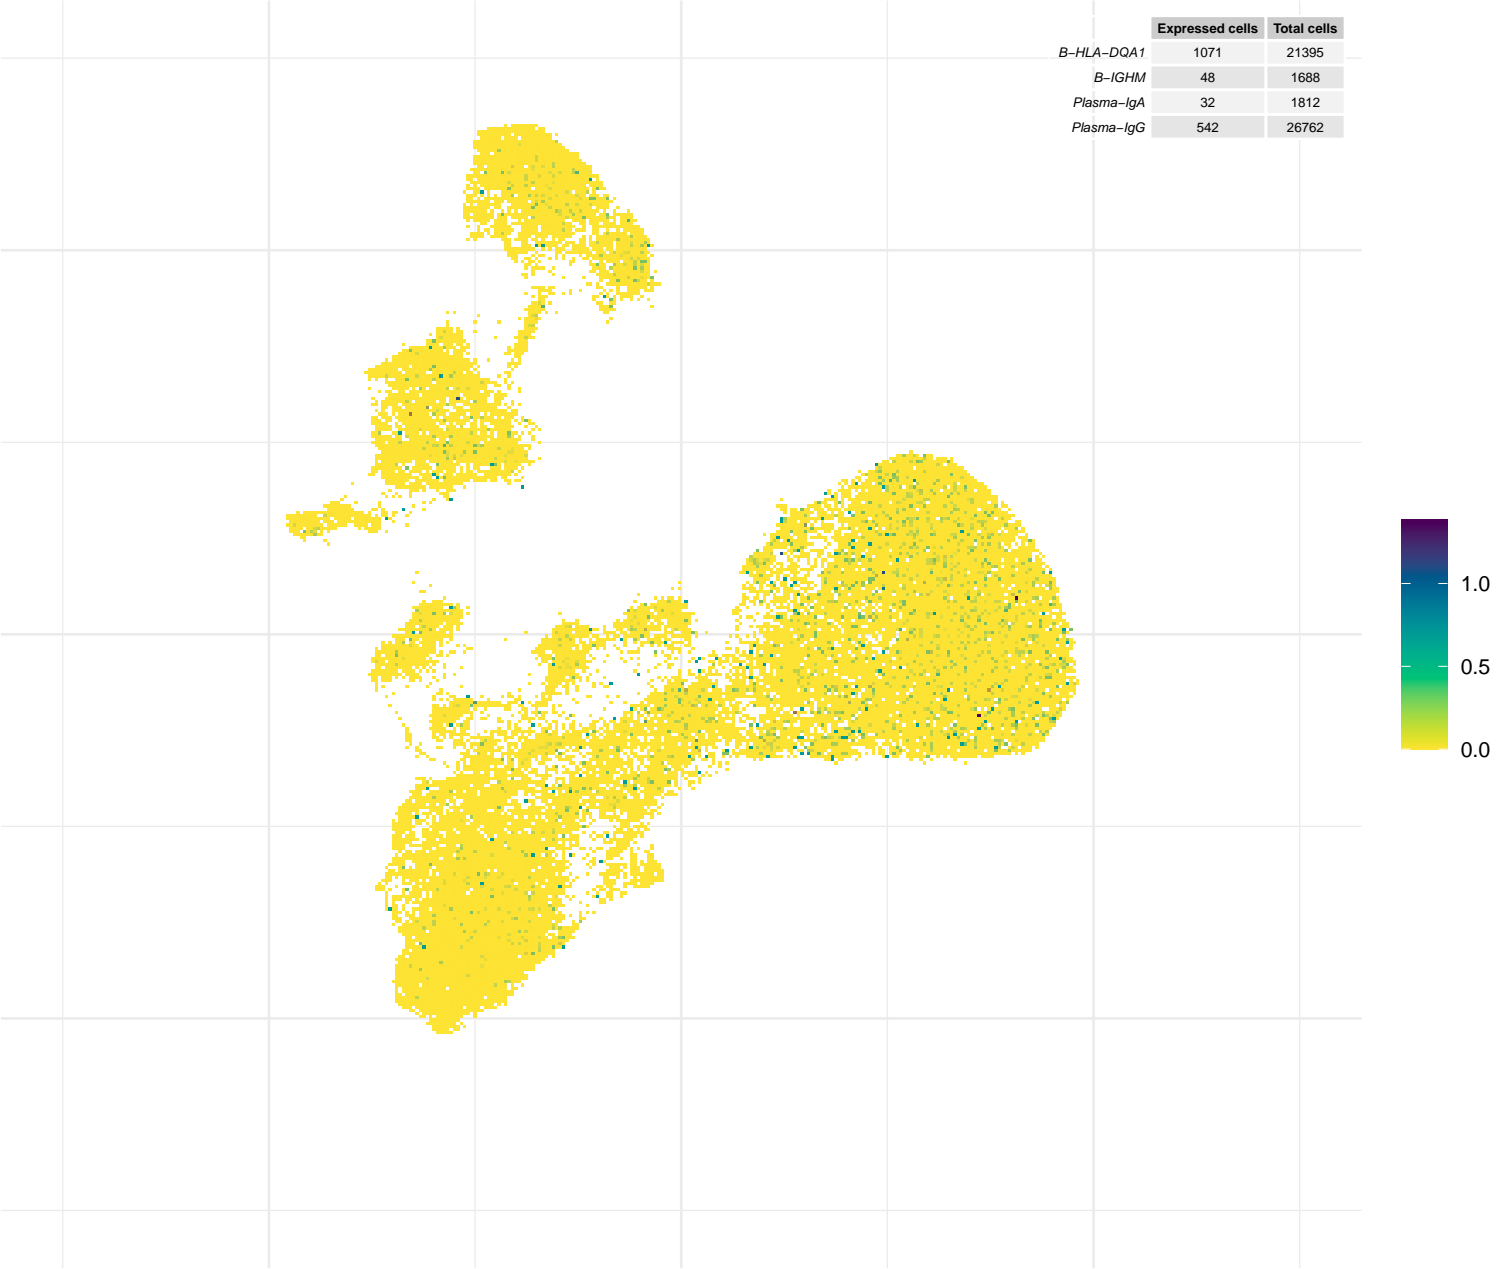 Expressed cells Total cells
B−HLA−DQA1 1071 21395
B−IGHM 48 1688
Plasma−IgA 32 1812
Plasma−IgG 542 26762
1.0
0.5
0.0